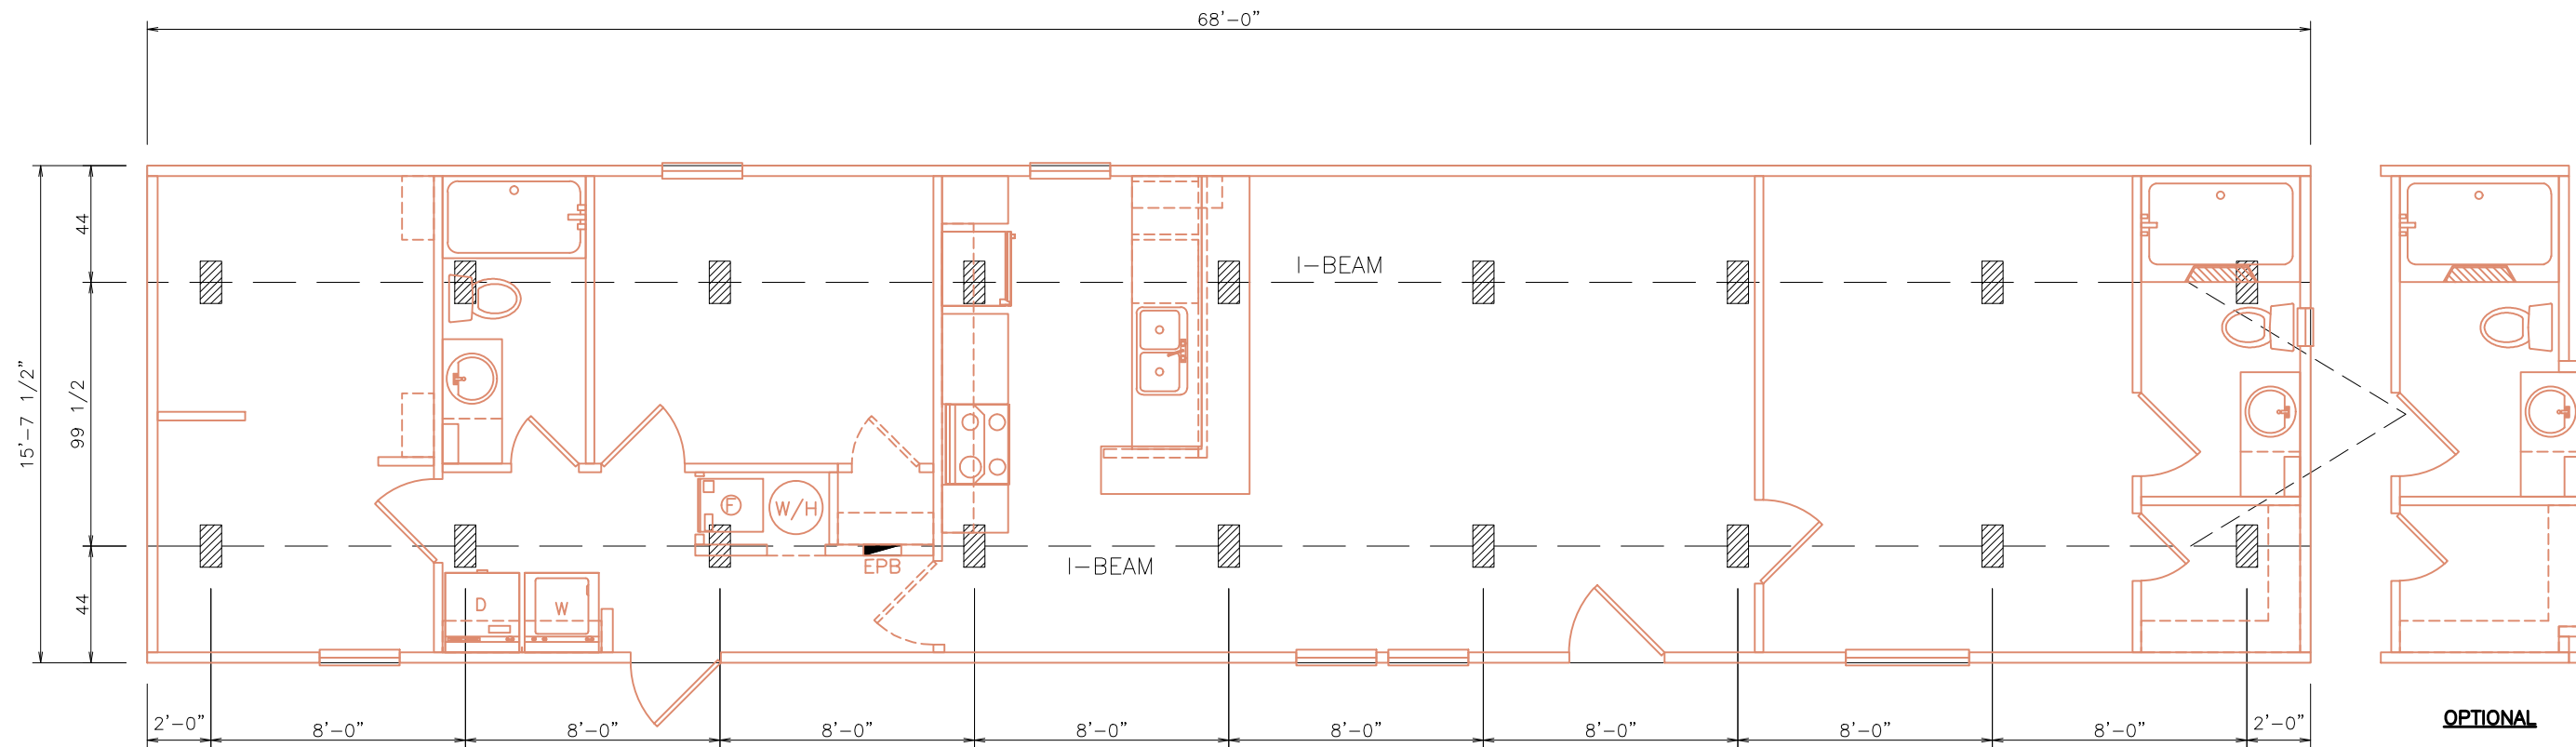 68'-0"
44
I-BEAM
15'-7 1/2"
99 1/2
F
W/H
I-BEAM
EPB
44
D
W
2'-0"
8'-0"
8'-0"
8'-0"
8'-0"
8'-0"
8'-0"
8'-0"
8'-0"
2'-0"
OPTIONAL